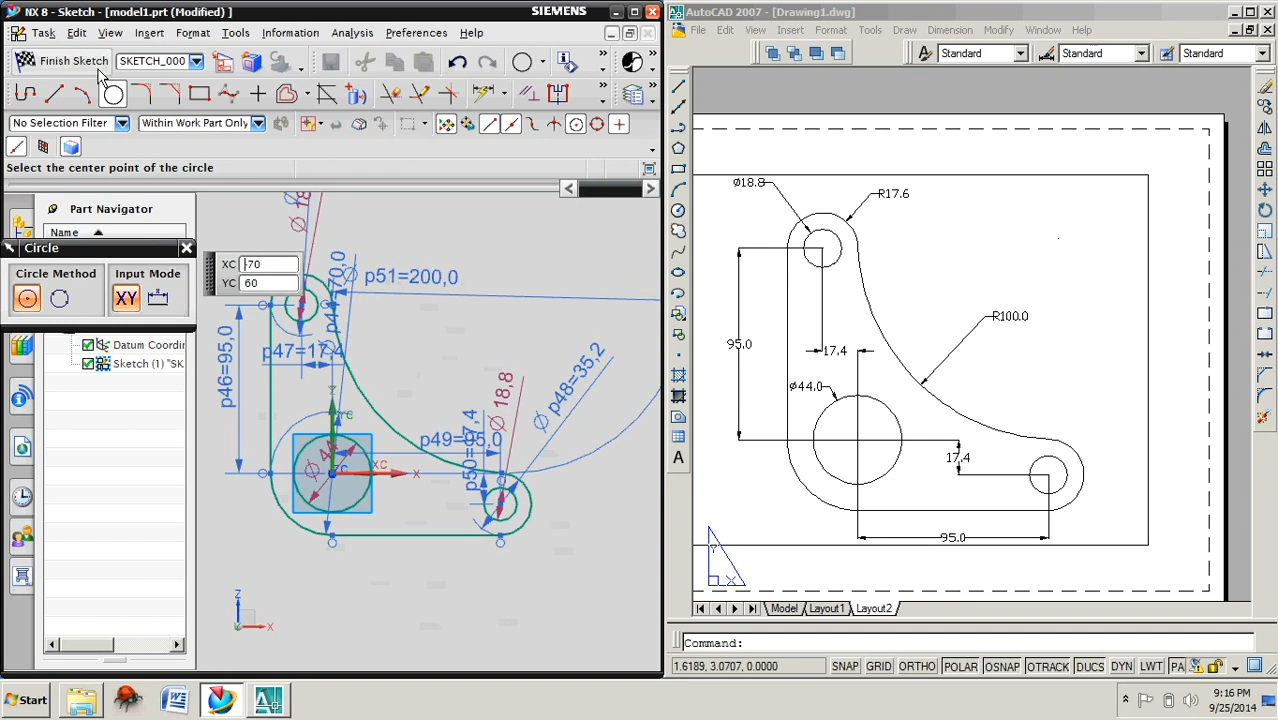 NX 8 - Sketch - [model1.prt (Modified) ]
SIEMENS
Task Edit View Insert Format Tools Information Analysis Preferences Help
Finish Sketch
SKETCH_000
No Selection Filter
Within Work Part Only
Select the center point of the circle
Part Navigator
Name
Circle
Circle Method
Input Mode
XY
XC -70
YC 60
Datum Coordin
Sketch (1) "SK
p51=200,0
p47=17,4
p46=95,0
p48=35,2
18,8
p49=95,0
XC
X
Z
X
AutoCAD 2007 - [Drawing1.dwg]
File Edit View Insert Format Tools Draw Dimension Modify Window Help
Standard
Standard
Standard
Ø18.8
R17.6
R100.0
95.0
17.4
Ø44.0
17.4
95.0
Y
X
Model
Layout1
Layout2
Command:
1.6189, 3.0707, 0.0000
SNAP GRID ORTHO POLAR OSNAP OTRACK DUCS DYN LWT PA
Start
9:16 PM
9/25/2014